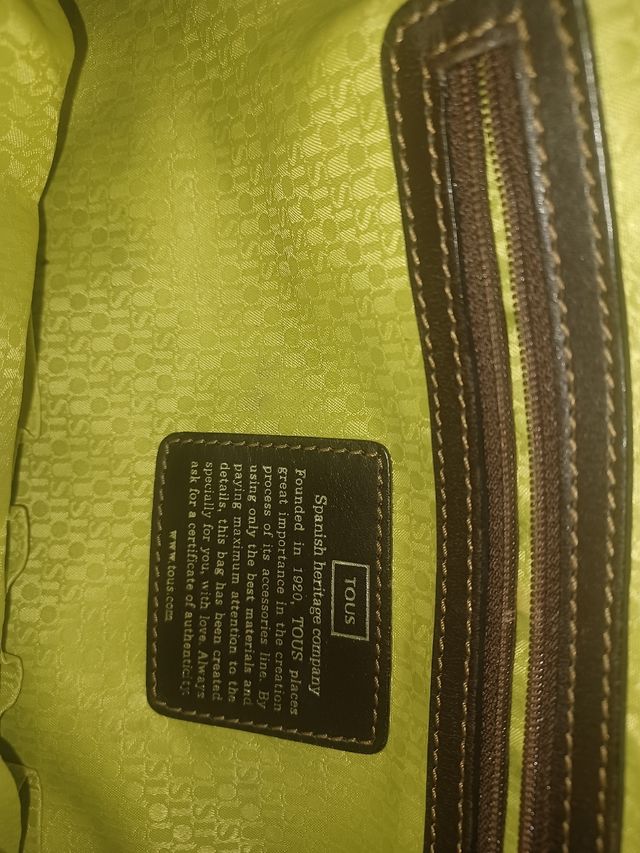 TOUS
Spanish heritage company
Founded in 1920, TOUS places
great importance in the creation
process of its accessories line. By
using only the best materials and
paying maximum attention to the
details, this bag has been created
specially for you, with love. Always
ask for a certificate of authenticity.
www.tous.com